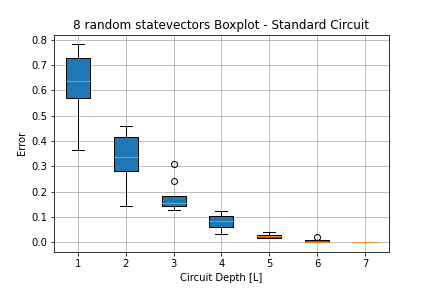 8 random statevectors Boxplot - Standard Circuit
0.8
0.7
0.6
0.5
0.4
0.3
0.2
0.1
0.0
Error
1 2 3 4 5 6 7
Circuit Depth [L]